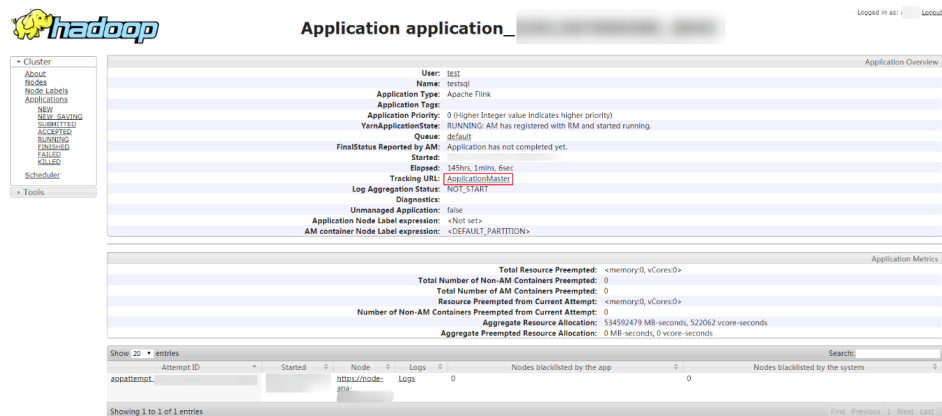 Logged in as: Logout
hadoop
Application application_
Cluster
About
Nodes
Node Labels
Applications
NEW
NEW_SAVING
SUBMITTED
ACCEPTED
RUNNING
FINISHED
FAILED
KILLED
Scheduler
Tools
Application Overview
User: test
Name: testsql
Application Type: Apache Flink
Application Tags:
Application Priority: 0 (Higher Integer value indicates higher priority)
YarnApplicationState: RUNNING: AM has registered with RM and started running.
Queue: default
FinalStatus Reported by AM: Application has not completed yet.
Started:
Elapsed: 145hrs, 1mins, 6sec
Tracking URL: ApplicationMaster
Log Aggregation Status: NOT_START
Diagnostics:
Unmanaged Application: false
Application Node Label expression: <Not set>
AM container Node Label expression: <DEFAULT_PARTITION>
Application Metrics
Total Resource Preempted: <memory:0, vCores:0>
Total Number of Non-AM Containers Preempted: 0
Total Number of AM Containers Preempted: 0
Resource Preempted from Current Attempt: <memory:0, vCores:0>
Number of Non-AM Containers Preempted from Current Attempt: 0
Aggregate Resource Allocation: 534592479 MB-seconds, 522062 vcore-seconds
Aggregate Preempted Resource Allocation: 0 MB-seconds, 0 vcore-seconds
Show 20 entries Search:
Attempt ID Started Node Logs Nodes blacklisted by the app Nodes blacklisted by the system
appattempt_ https://node- Logs 0 0
ana-
Showing 1 to 1 of 1 entries First Previous 1 Next Last